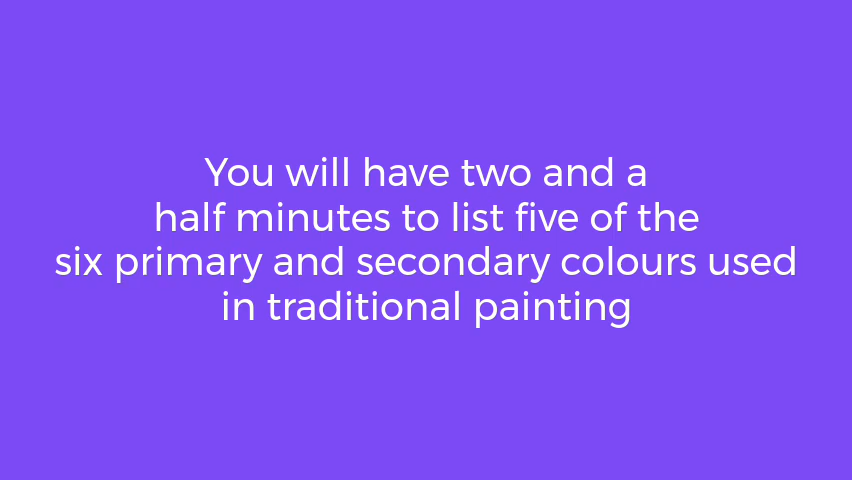 You will have two and a
half minutes to list five of the
six primary and secondary colours used
in traditional painting